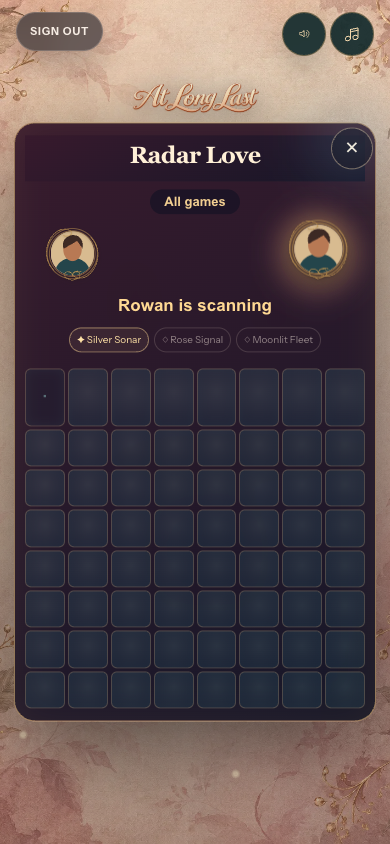 SIGN OUT
At Long Last
Radar Love
All games
Rowan is scanning
✦ Silver Sonar
♢ Rose Signal
♢ Moonlit Fleet